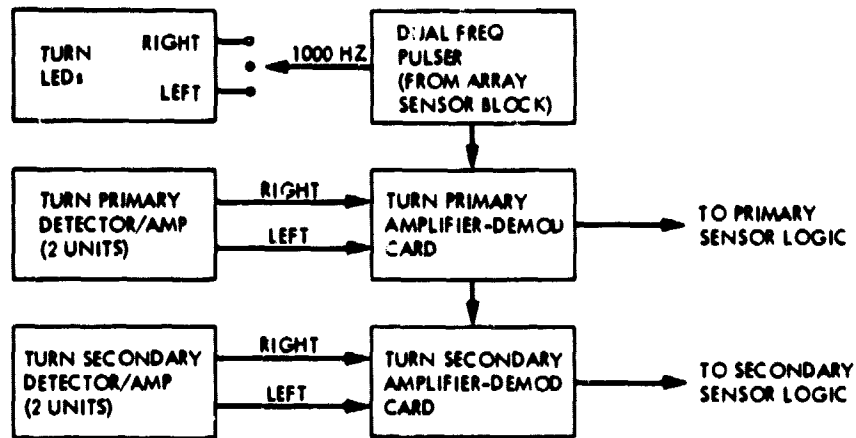 TURN
LEDs
RIGHT
LEFT
1000 HZ
DUAL FREQ
PULSER
(FROM ARRAY
SENSOR BLOCK)
TURN PRIMARY
DETECTOR/AMP
(2 UNITS)
RIGHT
LEFT
TURN PRIMARY
AMPLIFIER-DEMOD
CARD
TO PRIMARY
SENSOR LOGIC
TURN SECONDARY
DETECTOR/AMP
(2 UNITS)
RIGHT
LEFT
TURN SECONDARY
AMPLIFIER-DEMOD
CARD
TO SECONDARY
SENSOR LOGIC